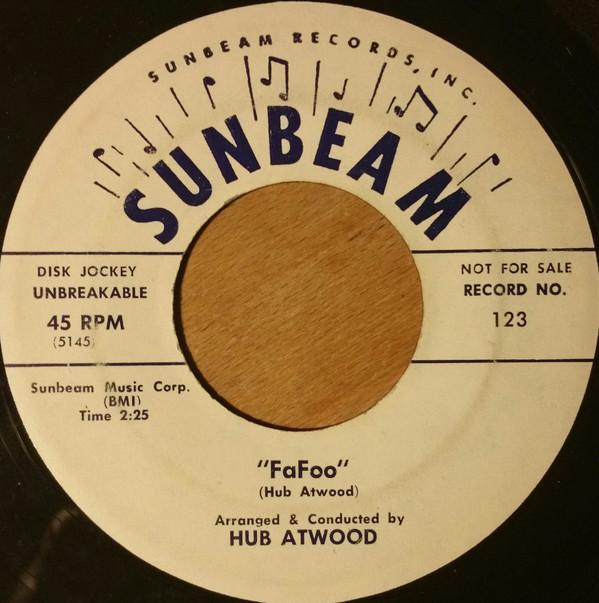 SUNBEAM RECORDS, INC.
SUNBEAM
DISK JOCKEY
UNBREAKABLE
45 RPM
(5145)
NOT FOR SALE
RECORD NO.
123
Sunbeam Music Corp.
(BMI)
Time 2:25
"FaFoo"
(Hub Atwood)
Arranged & Conducted by
HUB ATWOOD